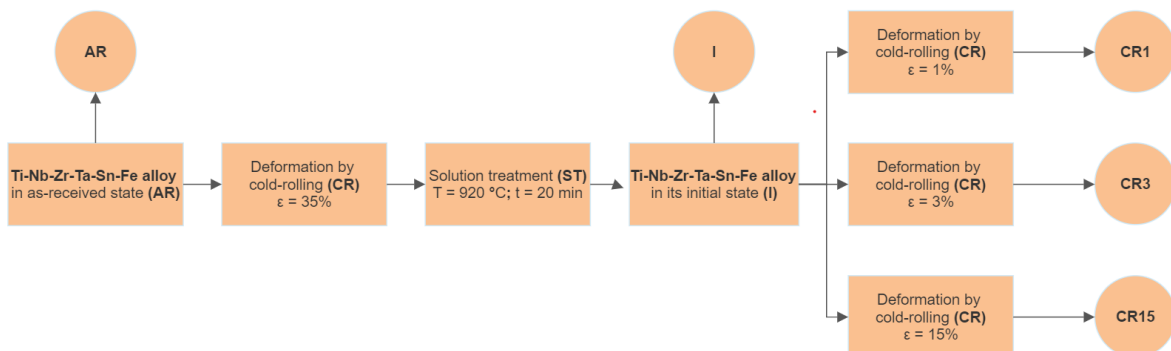 AR
I
Deformation by
cold-rolling (CR)
ε = 1%
CR1
Ti-Nb-Zr-Ta-Sn-Fe alloy
in as-received state (AR)
Deformation by
cold-rolling (CR)
ε = 35%
Solution treatment (ST)
T = 920 °C; t = 20 min
Ti-Nb-Zr-Ta-Sn-Fe alloy
in its initial state (I)
Deformation by
cold-rolling (CR)
ε = 3%
CR3
Deformation by
cold-rolling (CR)
ε = 15%
CR15